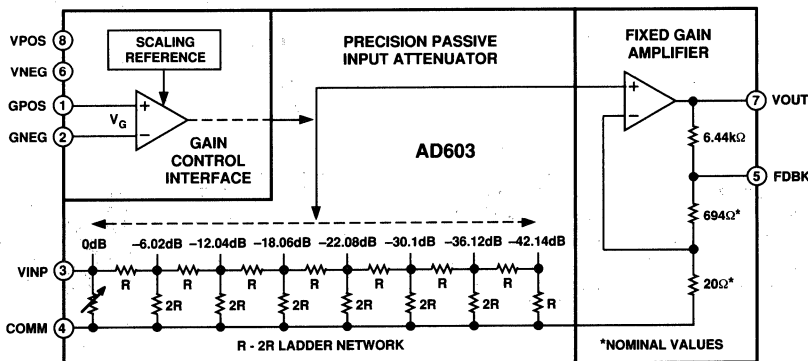 VPOS 8
VNEG 6
GPOS 1
GNEG 2
SCALING
REFERENCE
+
VG
−
GAIN
CONTROL
INTERFACE
PRECISION PASSIVE
INPUT ATTENUATOR
AD603
FIXED GAIN
AMPLIFIER
+
−
7 VOUT
6.44kΩ
5 FDBK
694Ω*
20Ω*
0dB −6.02dB −12.04dB −18.06dB −22.08dB −30.1dB −36.12dB −42.14dB
VINP 3
R R R R R R R
2R 2R 2R 2R 2R 2R R
COMM 4
R - 2R LADDER NETWORK
*NOMINAL VALUES